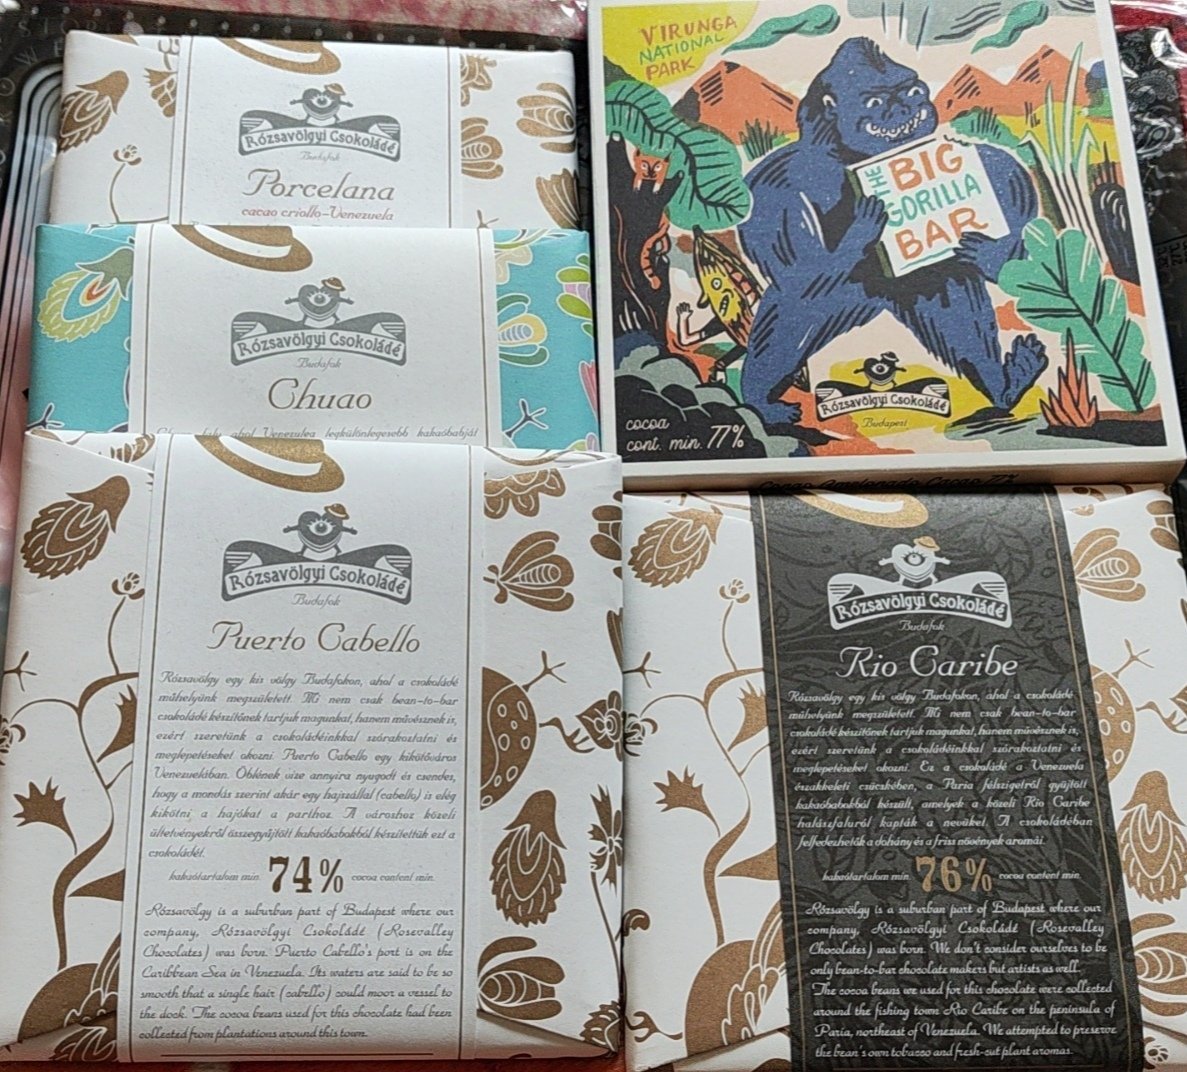 Rózsavölgyi Csokoládé
Budafok
Porcelana
cacao criollo-Venezuela
Rózsavölgyi Csokoládé
Budafok
Chuao
ahol Venezuela legkülönlegesebb kakaóbabját
Rózsavölgyi Csokoládé
Budafok
Puerto Cabello
Rózsavölgyi egy kis völgy Budafokon, ahol a csokoládé
műhelyünk megszületett. Mi nem csak bean-to-bar
csokoládé készítőnek tartjuk magunkat, hanem művésznek is,
ezért szeretünk a csokoládéinkkal szórakoztatni és
meglepetéseket okozni. Puerto Cabello egy kikötőváros
Venezuelában. Öblének vize annyira nyugodt és csendes,
hogy a mondás szerint akár egy hajszállal (cabello) is elég
kikötni a hajókat a parthoz. A városhoz közeli
ültetvényekről összegyűjtött kakaóbabokból készítettük ezt a
csokoládét.
kakaótartalom min. 74% cocoa content min.
Rózsavölgy is a suburban part of Budapest where our
company, Rózsavölgyi Csokoládé (Rosevalley
Chocolates) was born. Puerto Cabello's port is on the
Caribbean Sea in Venezuela. Its waters are said to be so
smooth that a single hair (cabello) could moor a vessel to
the dock. The cocoa beans used for this chocolate had been
collected from plantations around this town.
VIRUNGA
NATIONAL
PARK
THE
BIG
GORILLA
BAR
Rózsavölgyi Csokoládé
Budapest
cocoa
cont. min. 77%
Rózsavölgyi Csokoládé
Budafok
Rio Caribe
Rózsavölgyi egy kis völgy Budafokon, ahol a csokoládé
műhelyünk megszületett. Mi nem csak bean-to-bar
csokoládé készítőnek tartjuk magunkat, hanem művésznek is,
ezért szeretünk a csokoládéinkkal szórakoztatni és
meglepetéseket okozni. Ez a csokoládé a Venezuela
északkeleti csücskében, a Paria félszigetről gyűjtött
kakaóbabokból készült, amelyek a közeli Rio Caribe
halászfaluról kapták a nevüket. A csokoládéban
felfedezhetők a dohány és a friss növények aromái.
kakaótartalom min. 76% cocoa content min.
Rózsavölgy is a suburban part of Budapest where our
company, Rózsavölgyi Csokoládé (Rosevalley
Chocolates) was born. We don't consider ourselves to be
only bean-to-bar chocolate makers but artists as well.
The cocoa beans we used for this chocolate were collected
around the fishing town Rio Caribe on the peninsula of
Paria, northeast of Venezuela. We attempted to preserve
the bean's own tobacco and fresh-cut plant aromas.